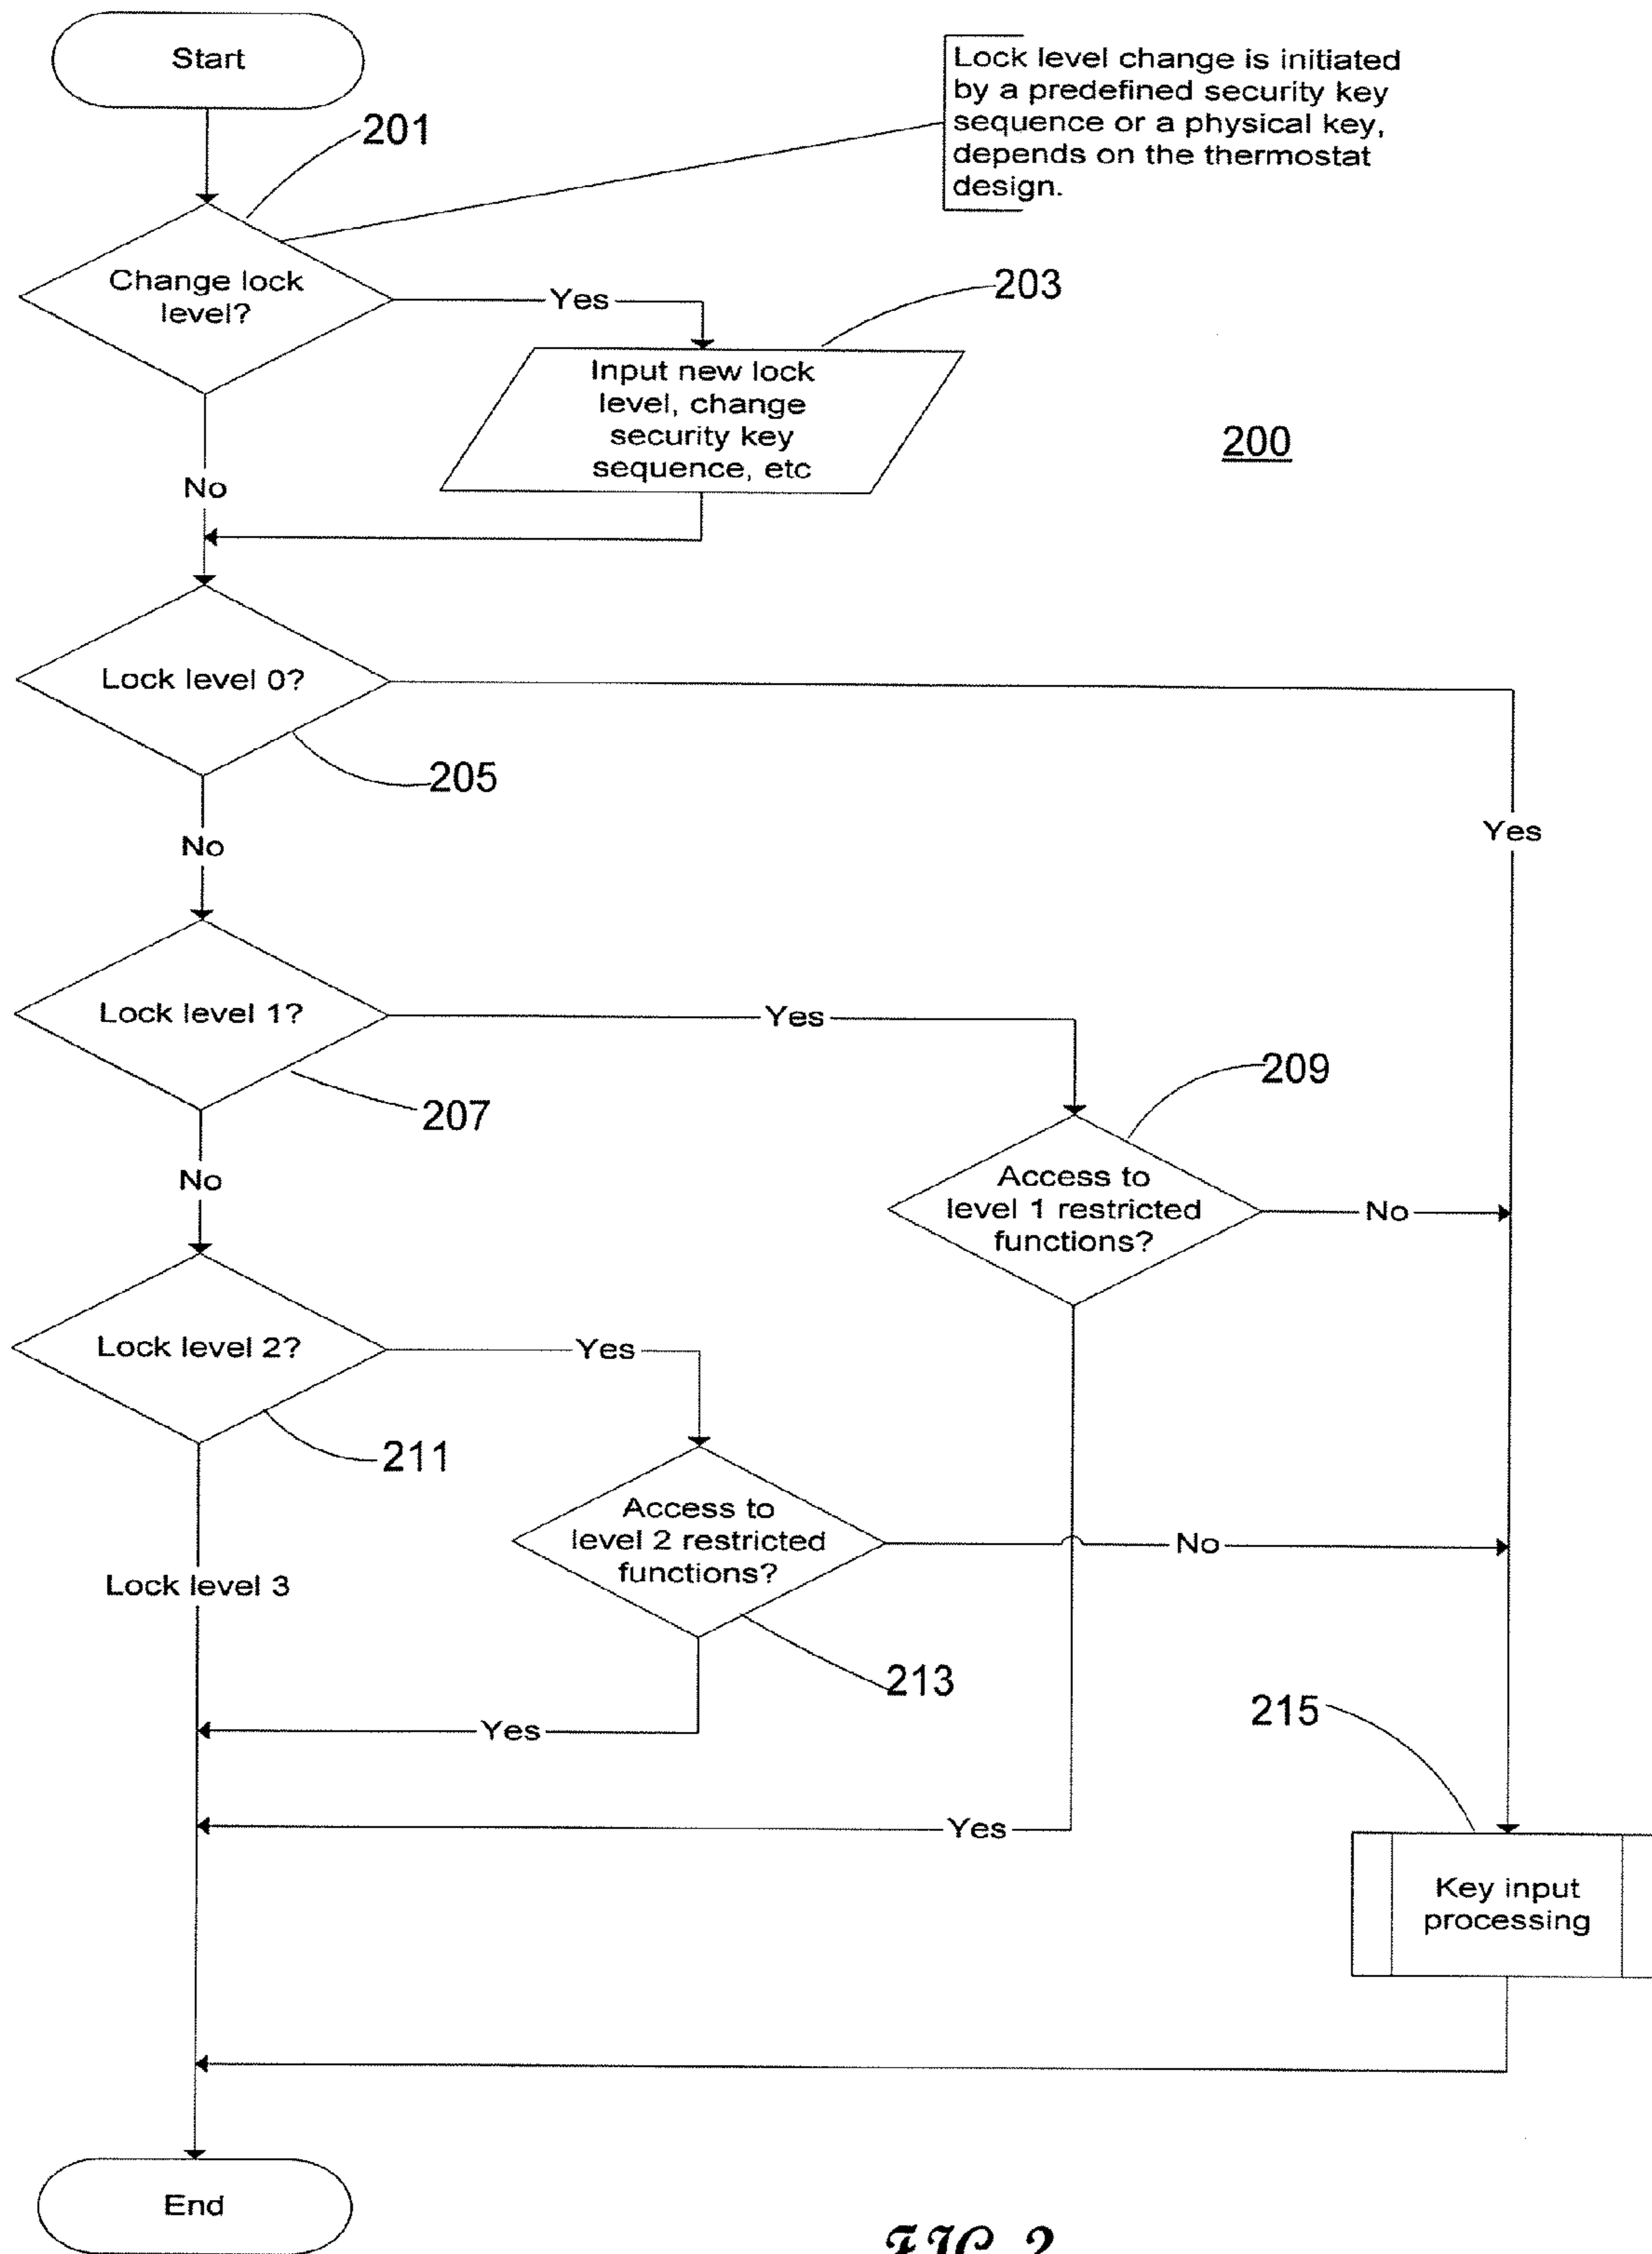 Start
Lock level change is initiated
by a predefined security key
sequence or a physical key,
depends on the thermostat
design.
201
Change lock
level?
Yes
203
Input new lock
level, change
security key
sequence, etc
200
No
Lock level 0?
205
Yes
No
Lock level 1?
Yes
207
209
No
Access to
level 1 restricted
functions?
No
Lock level 2?
Yes
211
Access to
level 2 restricted
functions?
No
Lock level 3
213
215
Yes
Yes
Key input
processing
End
FIG. 2